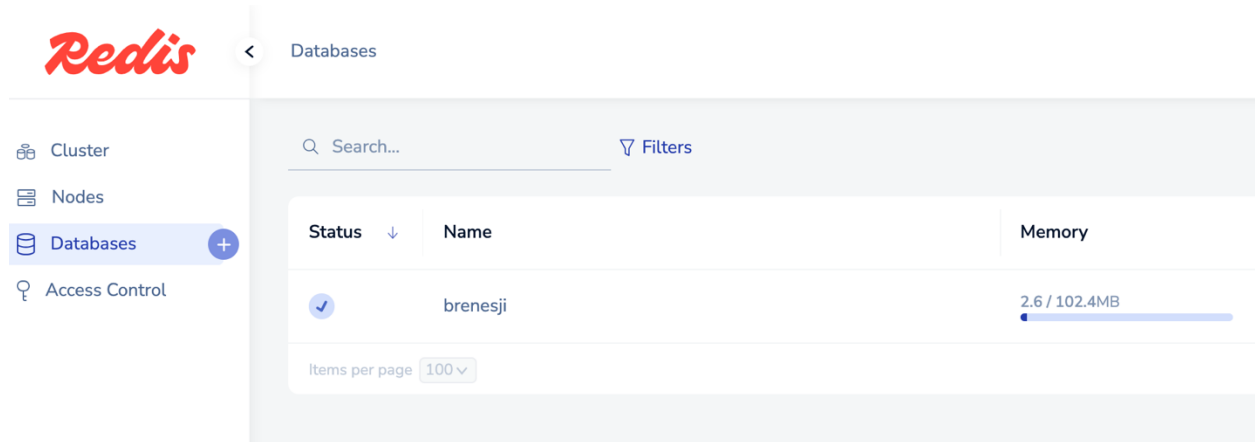 Redis
Databases
Cluster
Nodes
Databases
Access Control
Search...
Filters
Status Name Memory
brenesji 2.6 / 102.4MB
Items per page 100